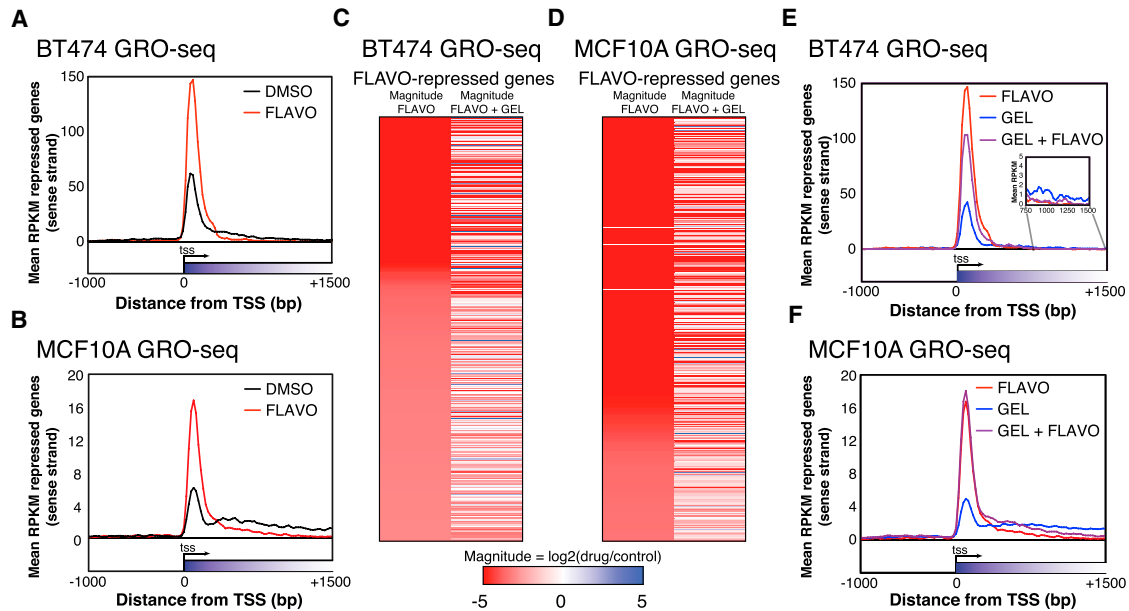 A
BT474 GRO-seq
Mean RPKM repressed genes
(sense strand)
150
100
50
0
DMSO
FLAVO
tss
-1000
0
+1500
Distance from TSS (bp)
B
MCF10A GRO-seq
Mean RPKM repressed genes
(sense strand)
20
16
12
8
4
0
DMSO
FLAVO
tss
-1000
0
+1500
Distance from TSS (bp)
C
BT474 GRO-seq
FLAVO-repressed genes
Magnitude
FLAVO
Magnitude
FLAVO + GEL
D
MCF10A GRO-seq
FLAVO-repressed genes
Magnitude
FLAVO
Magnitude
FLAVO + GEL
Magnitude = log2(drug/control)
-5
0
5
E
BT474 GRO-seq
Mean RPKM repressed genes
(sense strand)
150
100
50
0
FLAVO
GEL
GEL + FLAVO
Mean RPKM
5
4
3
2
1
0
750
1000
1250
1500
tss
-1000
0
+1500
Distance from TSS (bp)
F
MCF10A GRO-seq
Mean RPKM repressed genes
(sense strand)
20
16
12
8
4
0
FLAVO
GEL
GEL + FLAVO
tss
-1000
0
+1500
Distance from TSS (bp)